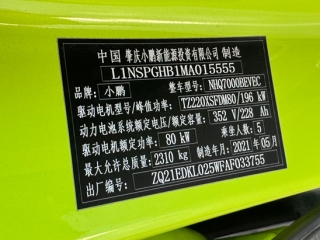 中国 肇庆小鹏新能源投资有限公司 制造
L1NSPGHB1MA015555
品牌: 小鹏 整车型号: NHQ7000BEVEC
驱动电机型号/峰值功率: TZ220XSFDM80/196 kW
动力电池系统额定电压/额定容量: 352 V/228 Ah
驱动电机额定功率: 80 kW 乘坐人数: 5
最大允许总质量: 2310 kg 制造年月: 2021 年 05月
出厂编号: ZQ21EDKL025WFAF033755